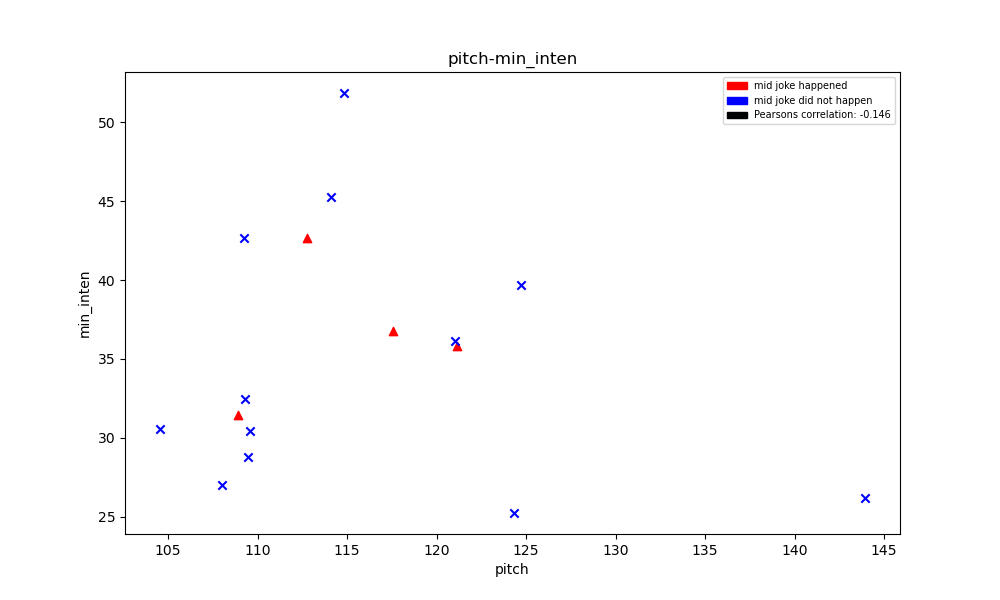 pitch-min_inten
mid joke happened
mid joke did not happen
Pearsons correlation: -0.146
50
45
40
35
30
25
min_inten
105 110 115 120 125 130 135 140 145
pitch